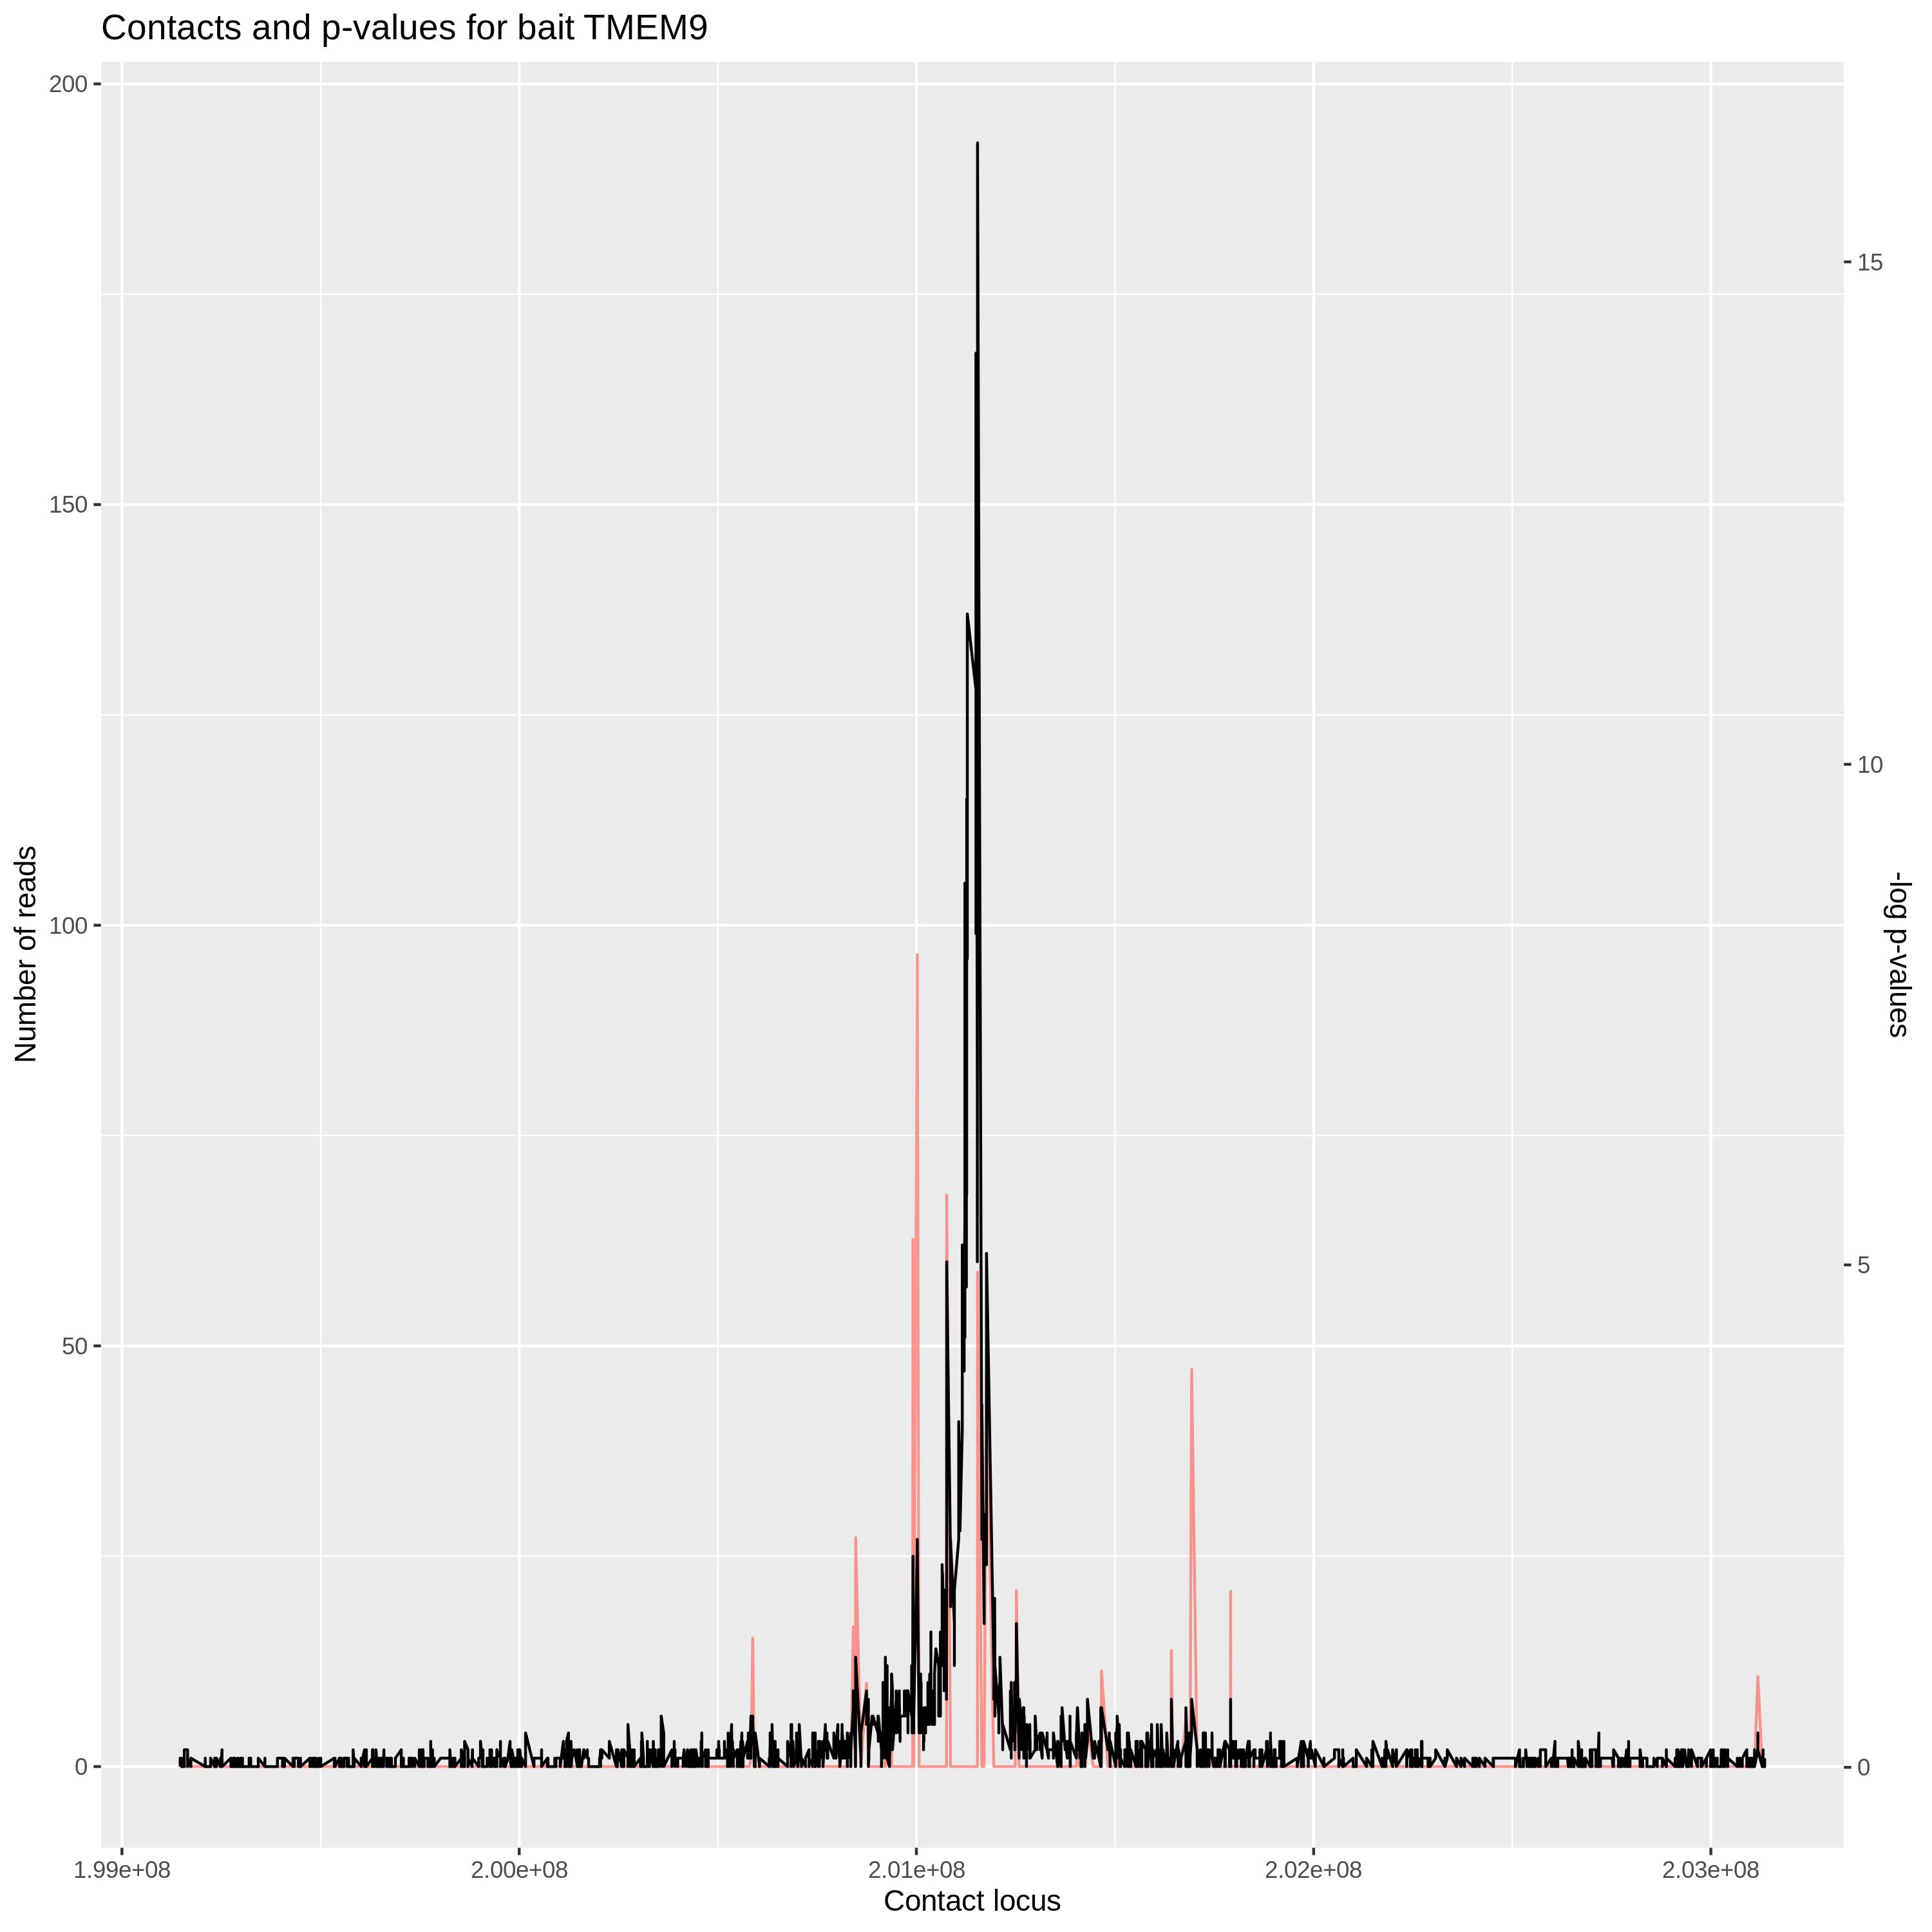 Contacts and p-values for bait TMEM9
200
150
100
50
0
Number of reads
15
10
5
0
-log p-values
1.99e+08
2.00e+08
2.01e+08
2.02e+08
2.03e+08
Contact locus